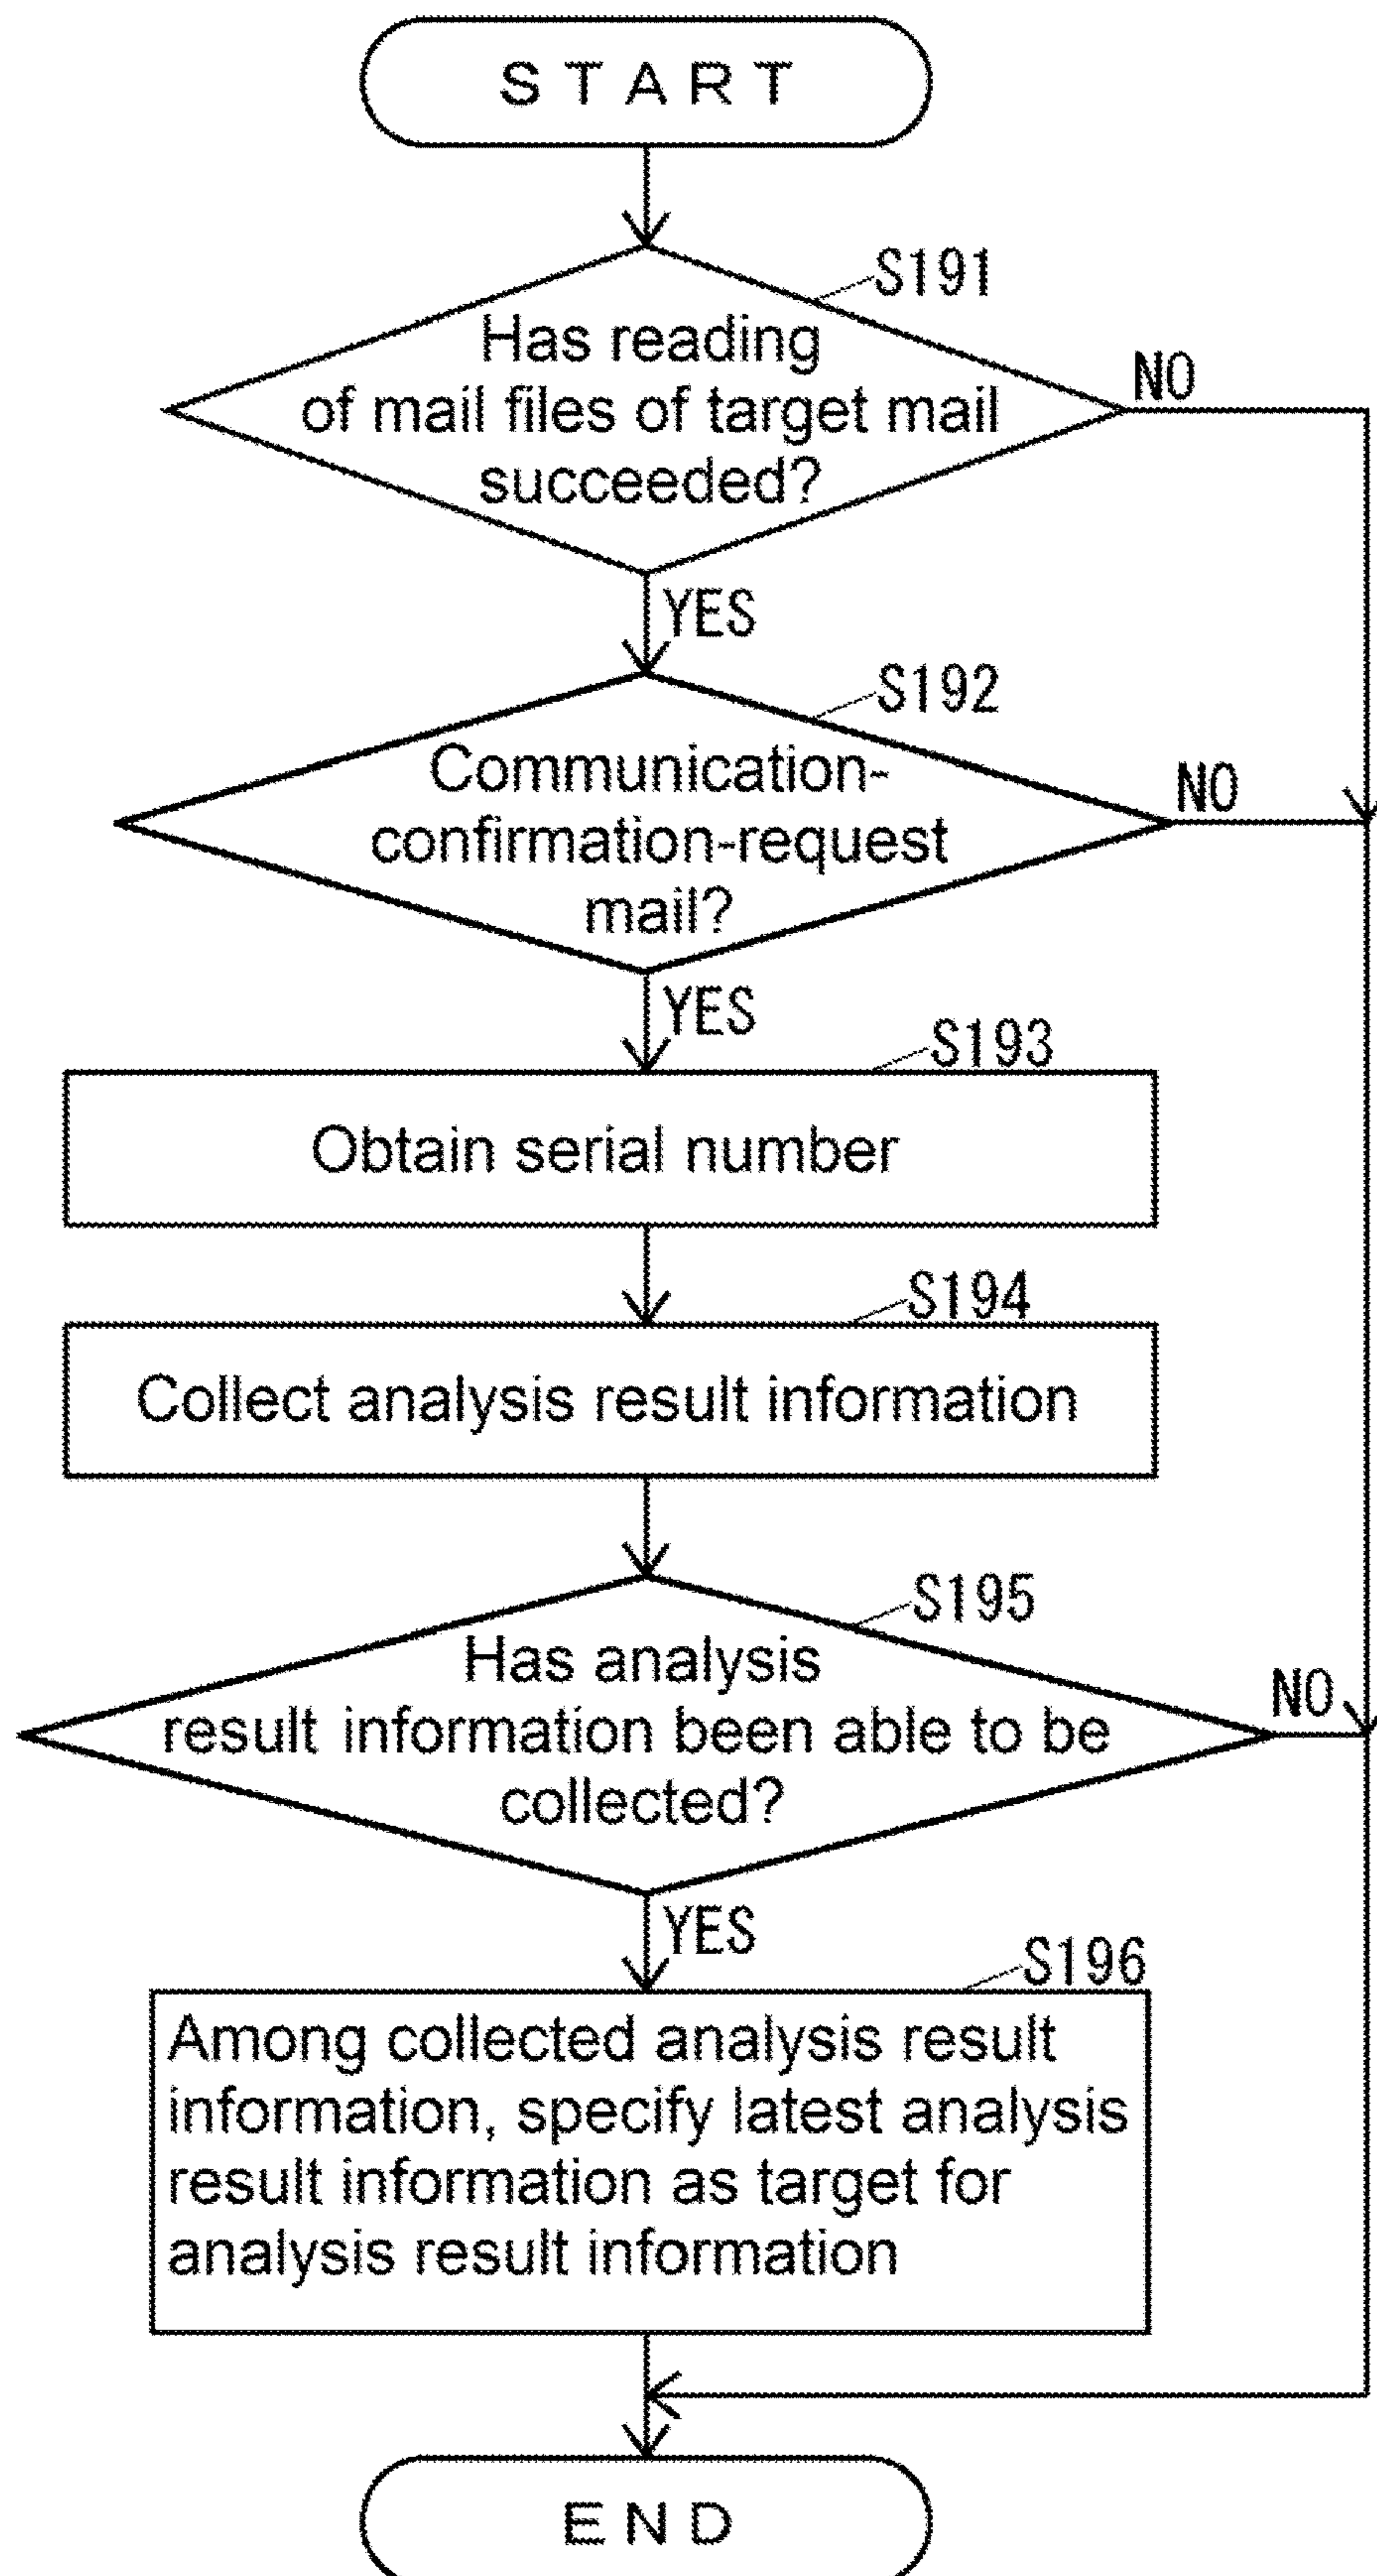 START
S191
Has reading
of mail files of target mail
succeeded?
NO
YES
S192
Communication-
confirmation-request
mail?
NO
YES
S193
Obtain serial number
S194
Collect analysis result information
S195
Has analysis
result information been able to be
collected?
NO
YES
S196
Among collected analysis result
information, specify latest analysis
result information as target for
analysis result information
END